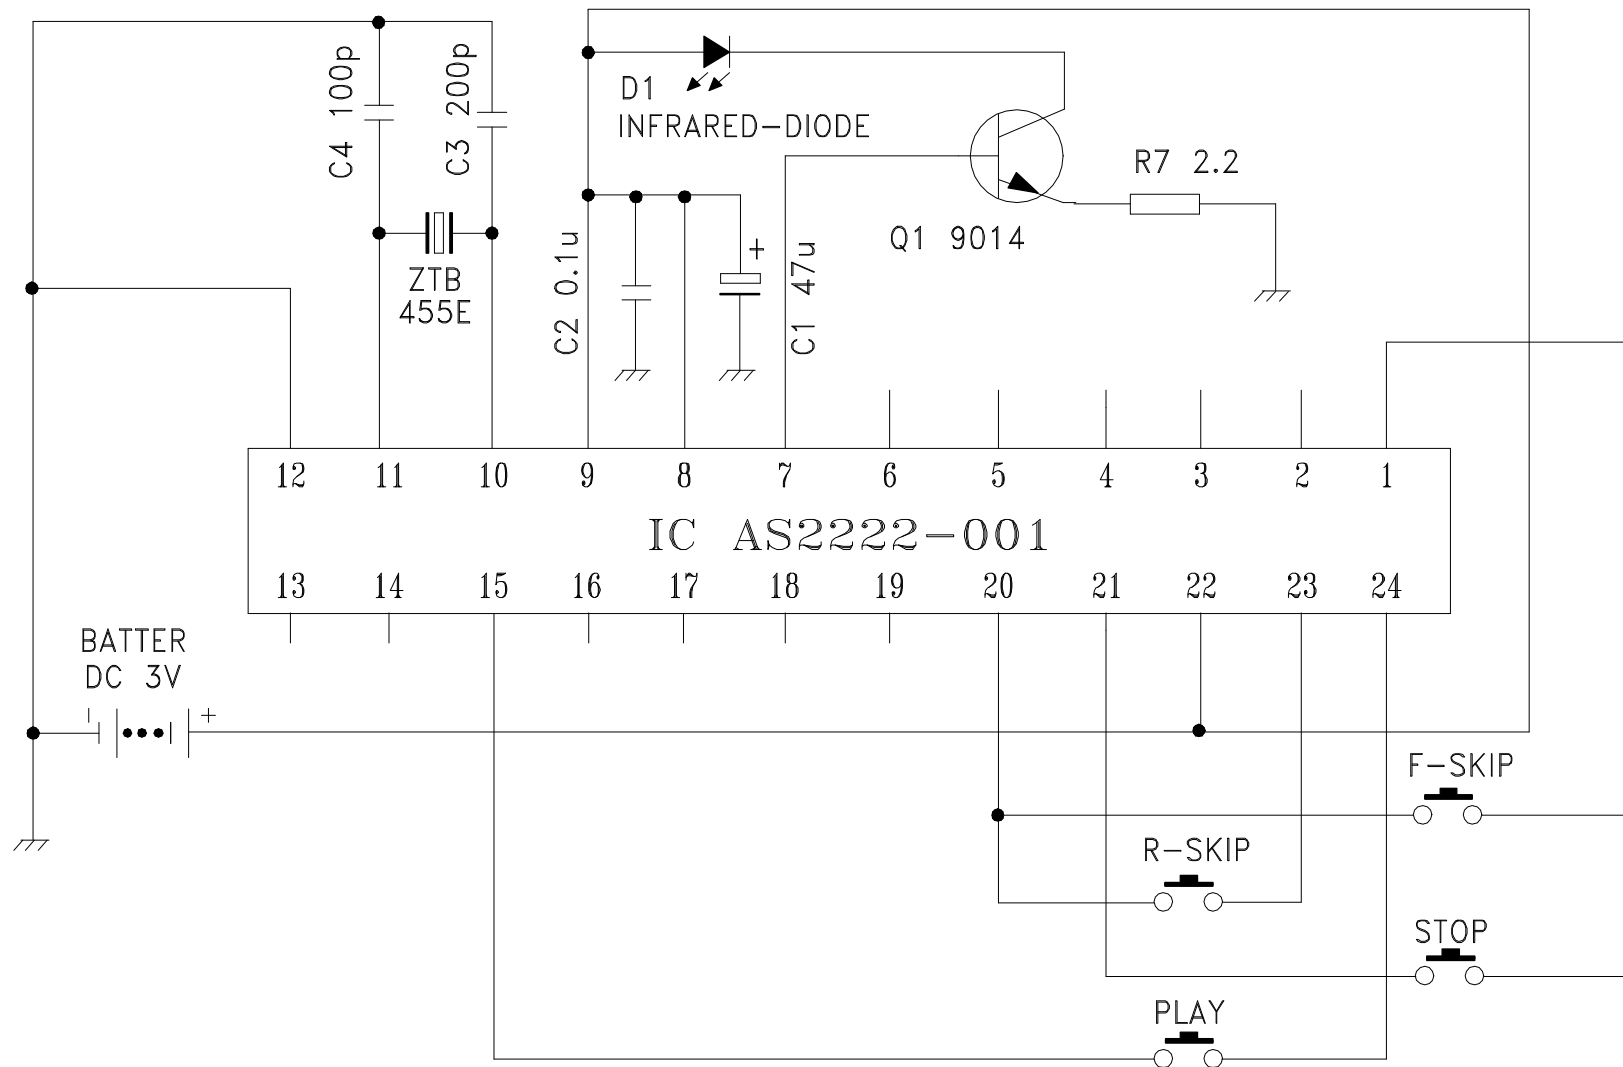 C4 100p
C3 200p
D1
INFRARED-DIODE
R7 2.2
Q1 9014
ZTB
455E
C2 0.1u
+
C1 47u
12 11 10 9 8 7 6 5 4 3 2 1
IC AS2222-001
13 14 15 16 17 18 19 20 21 22 23 24
BATTER
DC 3V
- +
F-SKIP
R-SKIP
STOP
PLAY